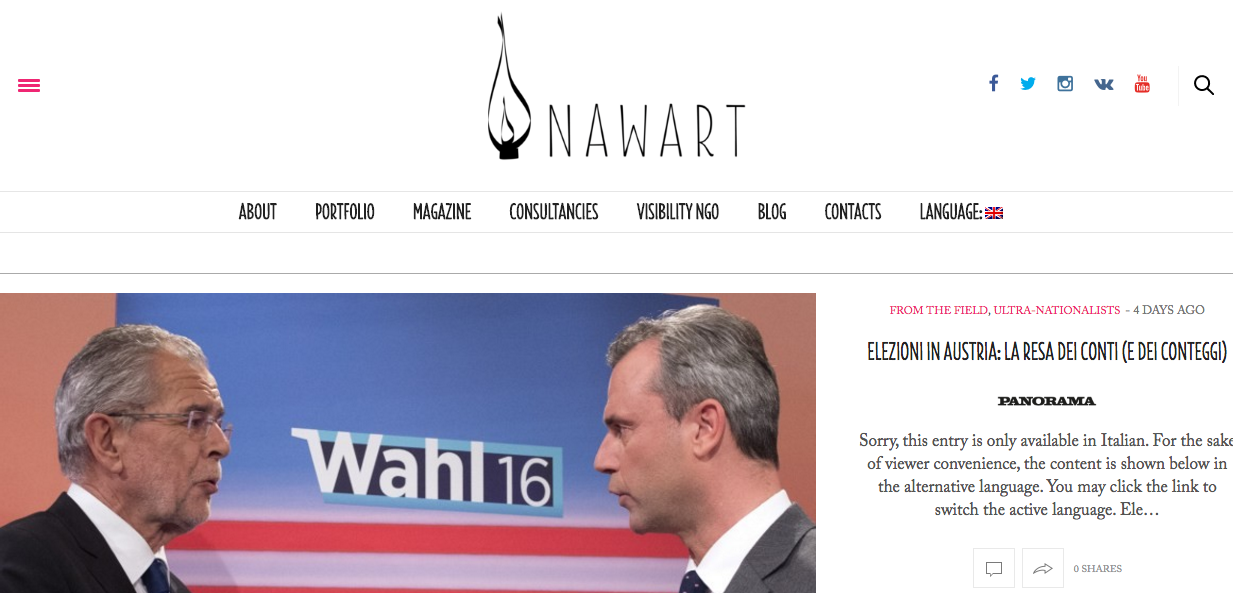 NAWART
You
Tube
ABOUT PORTFOLIO MAGAZINE CONSULTANCIES VISIBILITY NGO BLOG CONTACTS LANGUAGE:
Wahl 16
FROM THE FIELD, ULTRA-NATIONALISTS - 4 DAYS AGO
ELEZIONI IN AUSTRIA: LA RESA DEI CONTI (E DEI CONTEGGI)
PANORAMA
Sorry, this entry is only available in Italian. For the sake
of viewer convenience, the content is shown below in
the alternative language. You may click the link to
switch the active language. Ele…
0 SHARES